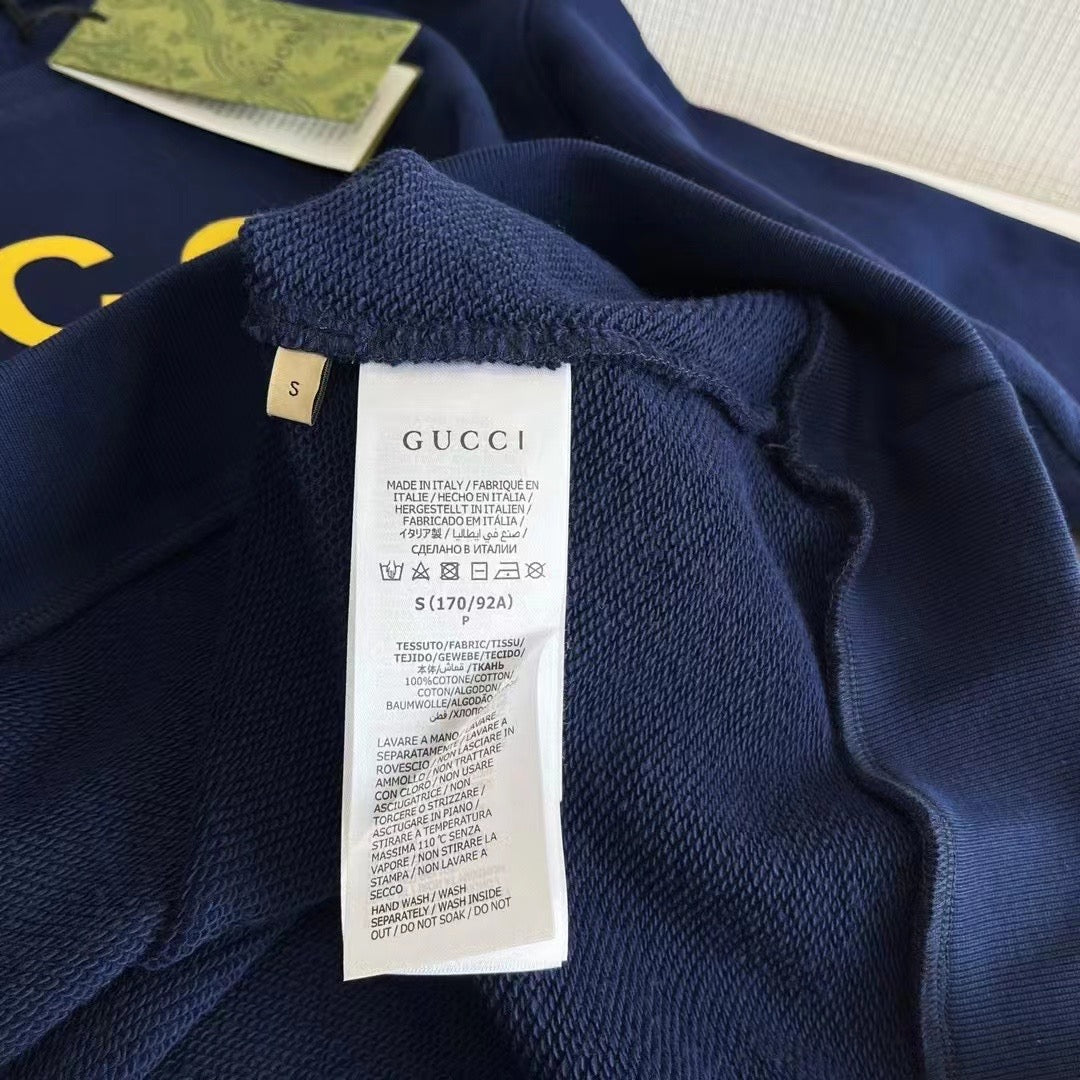 GUCCI
G
S
GUCCI
MADE IN ITALY / FABRIQUÉ EN
ITALIE / HECHO EN ITALIA /
HERGESTELLT IN ITALIEN /
FABRICADO EM ITÁLIA /
イタリア製 / صنع في إيطاليا /
СДЕЛАНО В ИТАЛИИ
S (170/92A)
P
TESSUTO/FABRIC/TISSU/
TEJIDO/GEWEBE/TECIDO/
本体/قماش/ТКАНЬ
100%COTONE/COTTON/
COTON/ALGODON/
BAUMWOLLE/ALGODÃO
قطن/ХЛОПО
LAVARE A MANO/LAVARE
SEPARATAMENTE/LAVARE A
ROVESCIO/NON LASCIARE IN
AMMOLLO/NON TRATTARE
CON CLORO/NON USARE
ASCIUGATRICE/NON
TORCERE O STRIZZARE/
ASCTUGARE IN PIANO/
STIRARE A TEMPERATURA
MASSIMA 110 ℃ SENZA
VAPORE/NON STIRARE LA
STAMPA/NON LAVARE A
SECCO
HAND WASH/WASH
SEPARATELY/WASH INSIDE
OUT/DO NOT SOAK/DO NOT